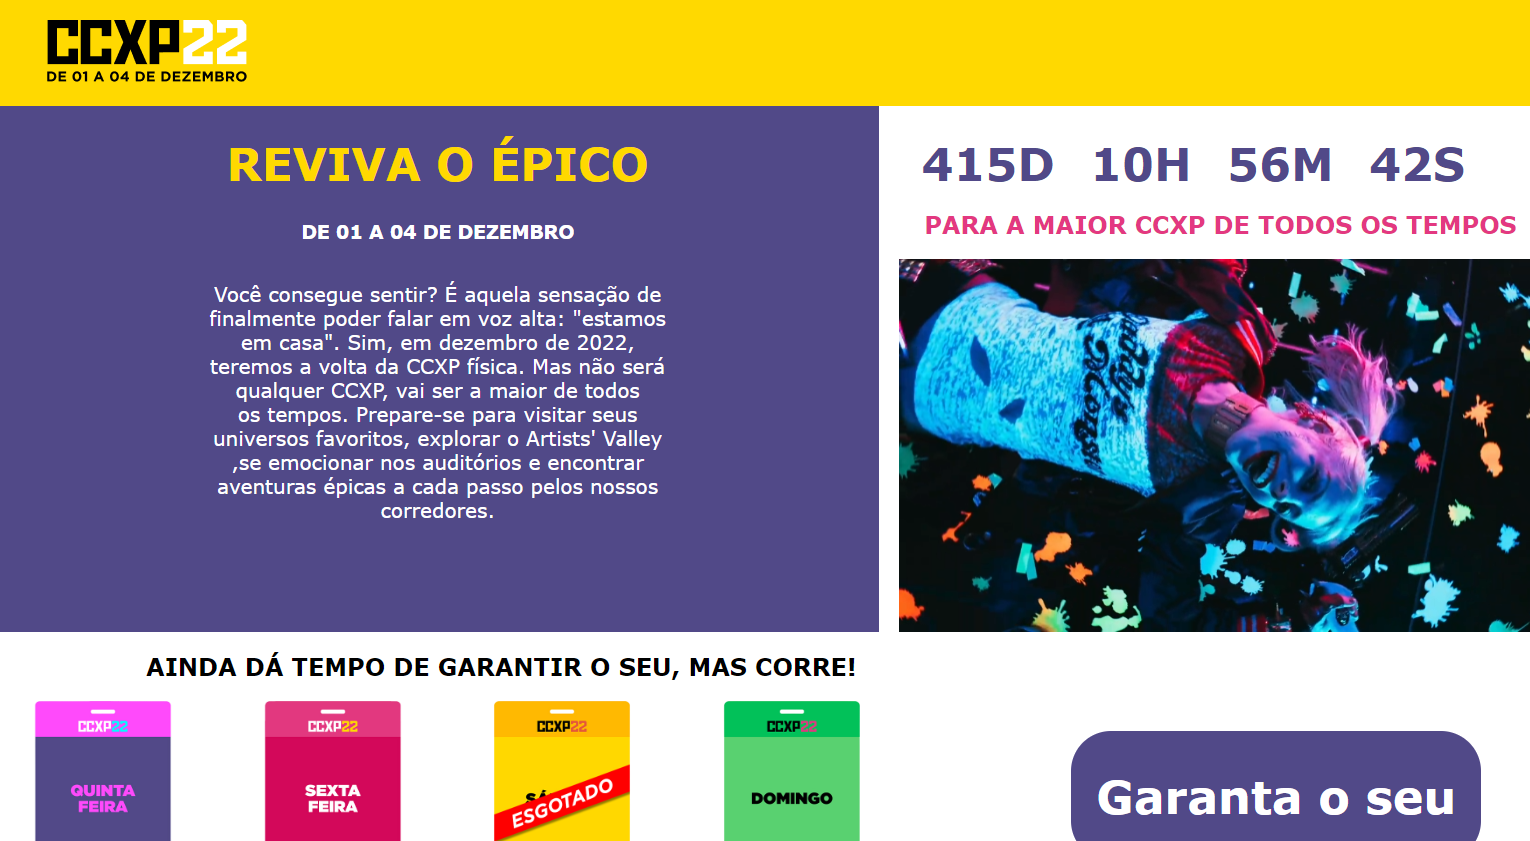 CCXP22
DE 01 A 04 DE DEZEMBRO
REVIVA O ÉPICO
DE 01 A 04 DE DEZEMBRO
Você consegue sentir? É aquela sensação de
finalmente poder falar em voz alta: "estamos
em casa". Sim, em dezembro de 2022,
teremos a volta da CCXP física. Mas não será
qualquer CCXP, vai ser a maior de todos
os tempos. Prepare-se para visitar seus
universos favoritos, explorar o Artists' Valley
,se emocionar nos auditórios e encontrar
aventuras épicas a cada passo pelos nossos
corredores.
415D 10H 56M 42S
PARA A MAIOR CCXP DE TODOS OS TEMPOS
AINDA DÁ TEMPO DE GARANTIR O SEU, MAS CORRE!
CCXP22
QUINTA
FEIRA
CCXP22
SEXTA
FEIRA
CCXP22
ESGOTADO
CCXP22
DOMINGO
Garanta o seu